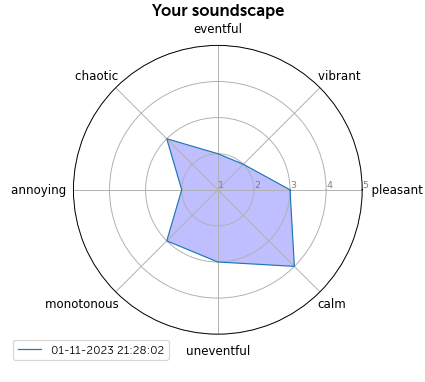 Your soundscape
eventful
chaotic
vibrant
annoying
1 2 3 4 5
pleasant
monotonous
calm
uneventful
01-11-2023 21:28:02